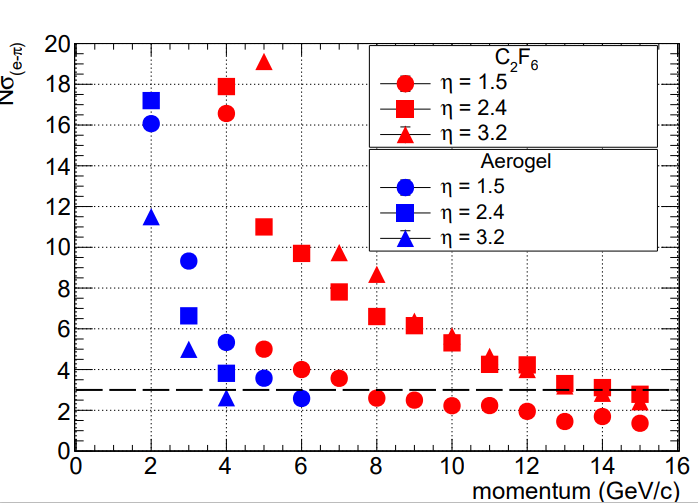 Nσ(e-π)
20
18
16
14
12
10
8
6
4
2
0
0 2 4 6 8 10 12 14 16
momentum (GeV/c)
C₂F₆
η = 1.5
η = 2.4
η = 3.2
Aerogel
η = 1.5
η = 2.4
η = 3.2